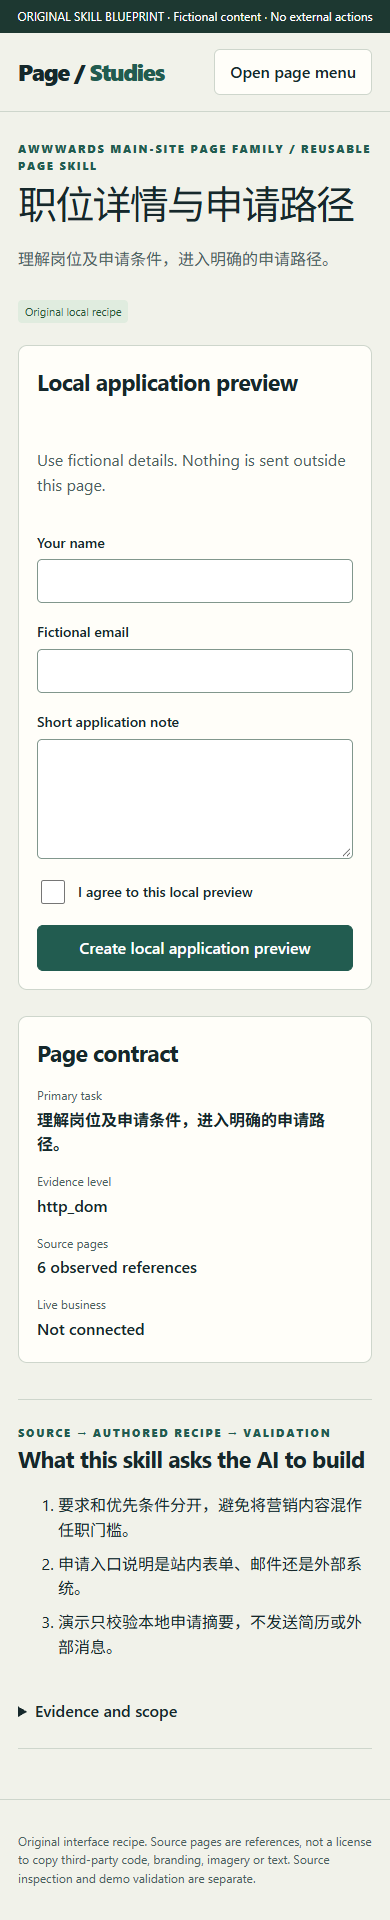 ORIGINAL SKILL BLUEPRINT · Fictional content · No external actions
Page / Studies
Open page menu
AWWWARDS MAIN-SITE PAGE FAMILY / REUSABLE
PAGE SKILL
职位详情与申请路径
理解岗位及申请条件，进入明确的申请路径。
Original local recipe
Local application preview
Use fictional details. Nothing is sent outside
this page.
Your name
Fictional email
Short application note
I agree to this local preview
Create local application preview
Page contract
Primary task
理解岗位及申请条件，进入明确的申请路
径。
Evidence level
http_dom
Source pages
6 observed references
Live business
Not connected
SOURCE → AUTHORED RECIPE → VALIDATION
What this skill asks the AI to build
1. 要求和优先条件分开，避免将营销内容混作
任职门槛。
2. 申请入口说明是站内表单、邮件还是外部系
统。
3. 演示只校验本地申请摘要，不发送简历或外
部消息。
Evidence and scope
Original interface recipe. Source pages are references, not a license
to copy third-party code, branding, imagery or text. Source
inspection and demo validation are separate.